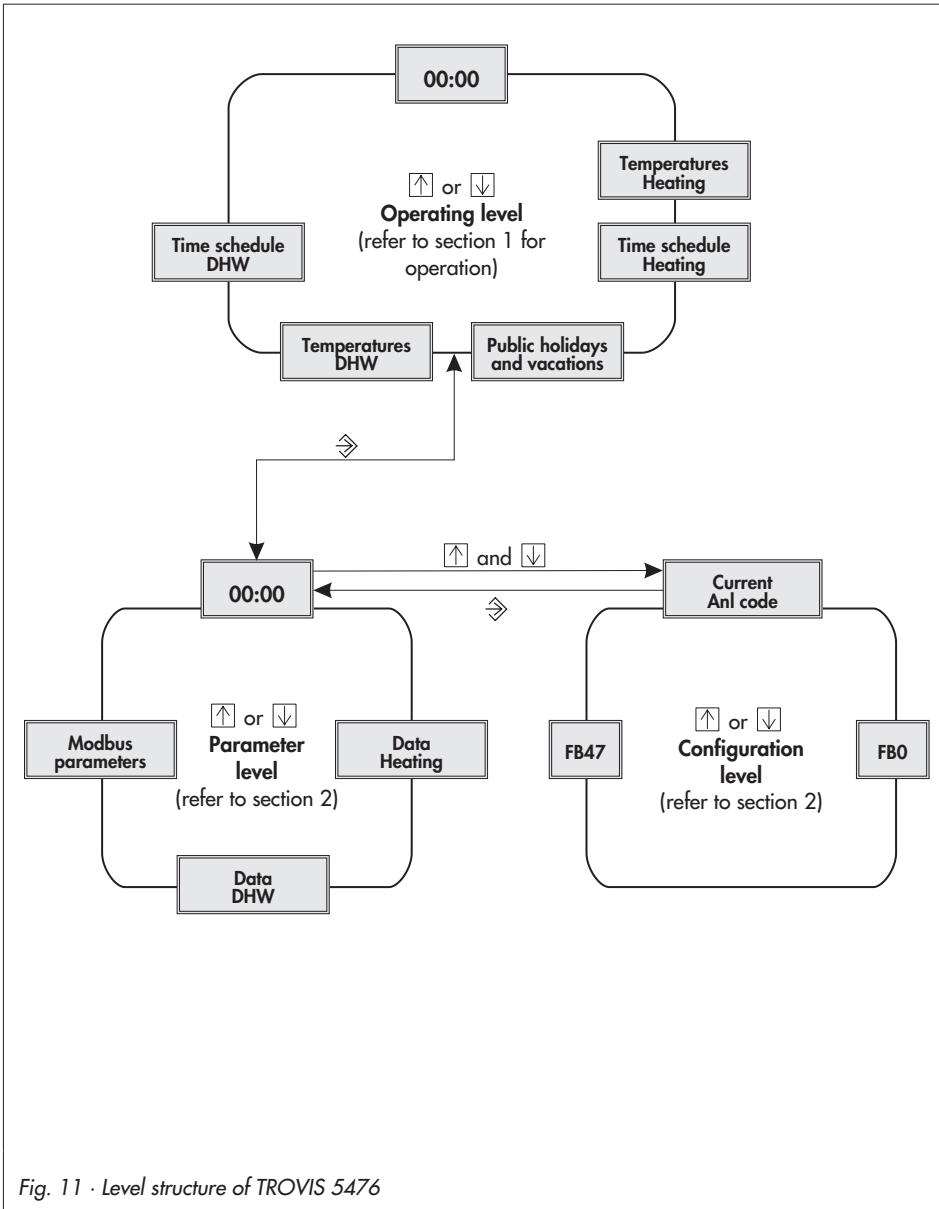 00:00
Temperatures
Heating
↑ or ↓
Operating level
(refer to section 1 for
operation)
Time schedule
DHW
Time schedule
Heating
Temperatures
DHW
Public holidays
and vacations
↑ and ↓
00:00
Current
Anl code
Modbus
parameters
↑ or ↓
Parameter
level
(refer to section 2)
Data
Heating
Data
DHW
FB47
↑ or ↓
Configuration
level
(refer to section 2)
FB0
Fig. 11 · Level structure of TROVIS 5476